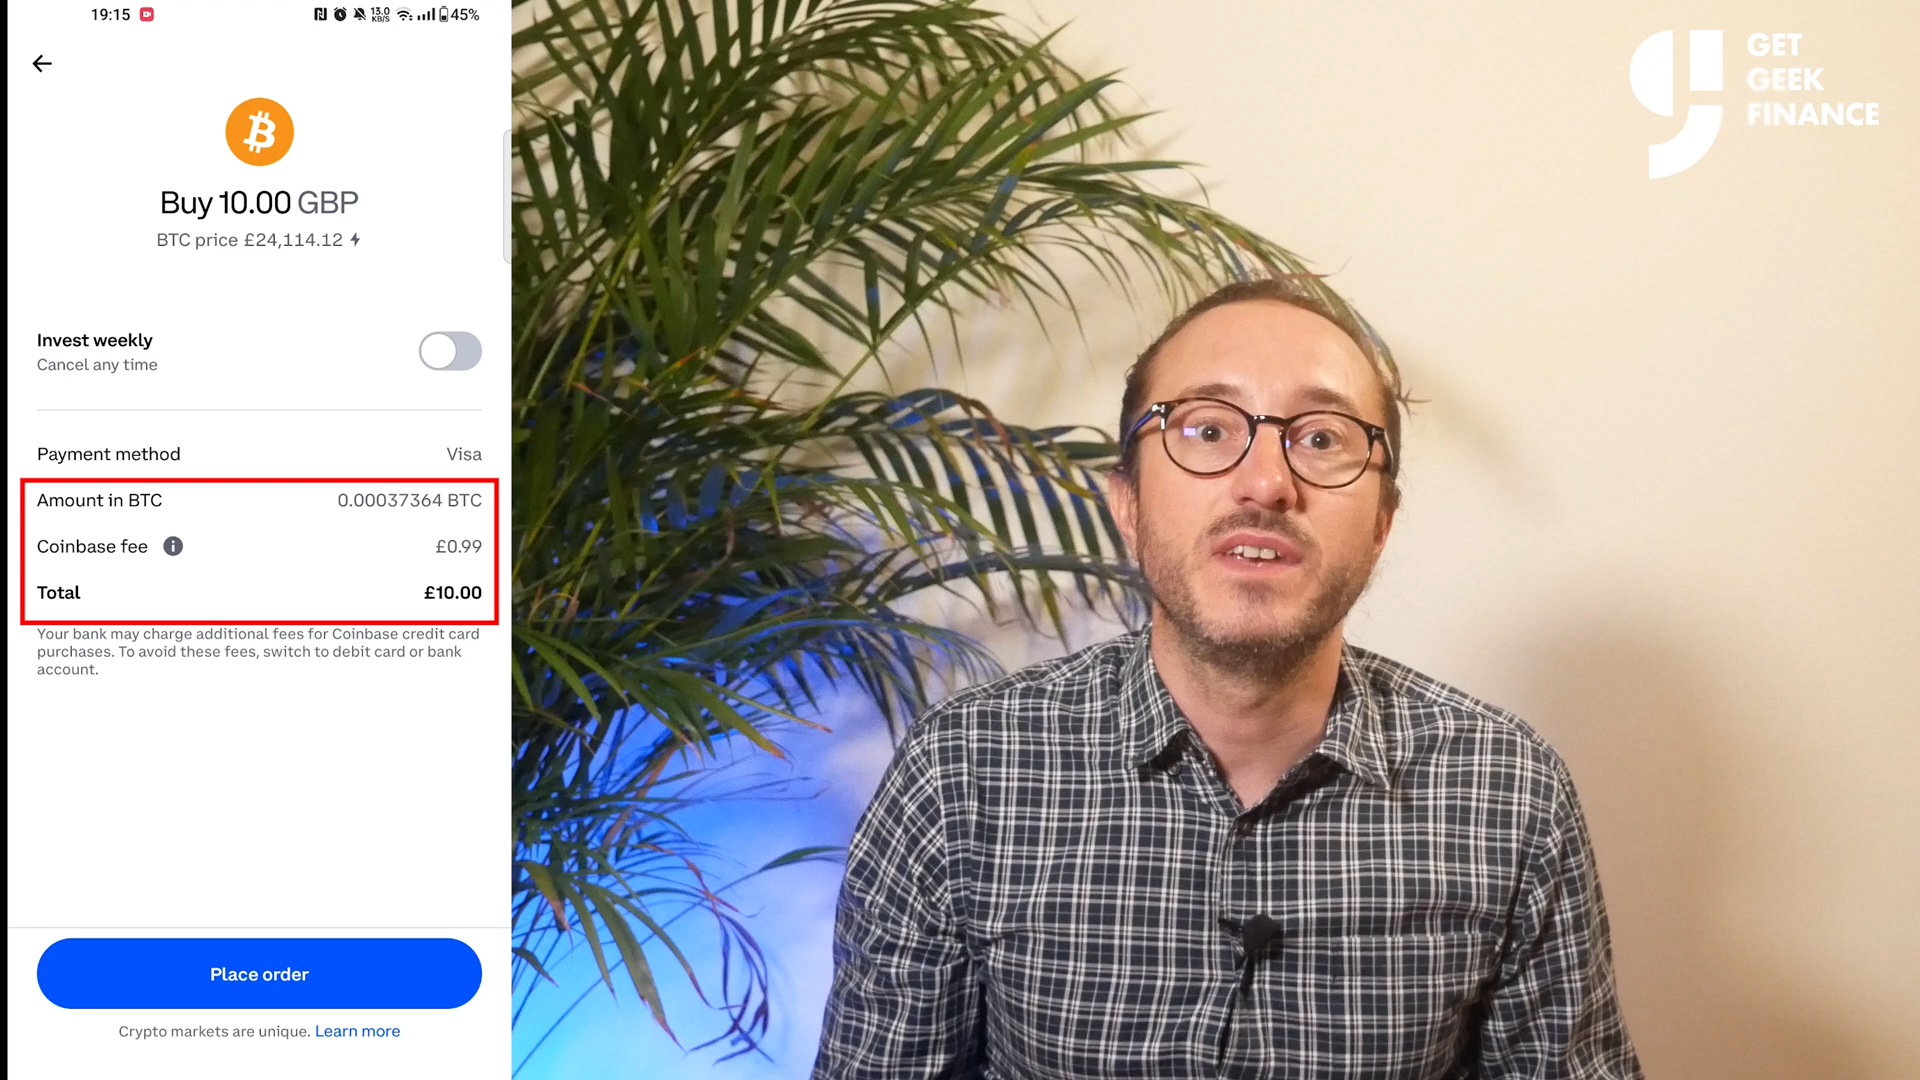 19:15
13.0
KB/S
45%
Buy 10.00 GBP
BTC price £24,114.12
Invest weekly
Cancel any time
Payment method Visa
Amount in BTC 0.00037364 BTC
Coinbase fee £0.99
Total £10.00
Your bank may charge additional fees for Coinbase credit card
purchases. To avoid these fees, switch to debit card or bank
account.
Place order
Crypto markets are unique. Learn more
GET
GEEK
FINANCE